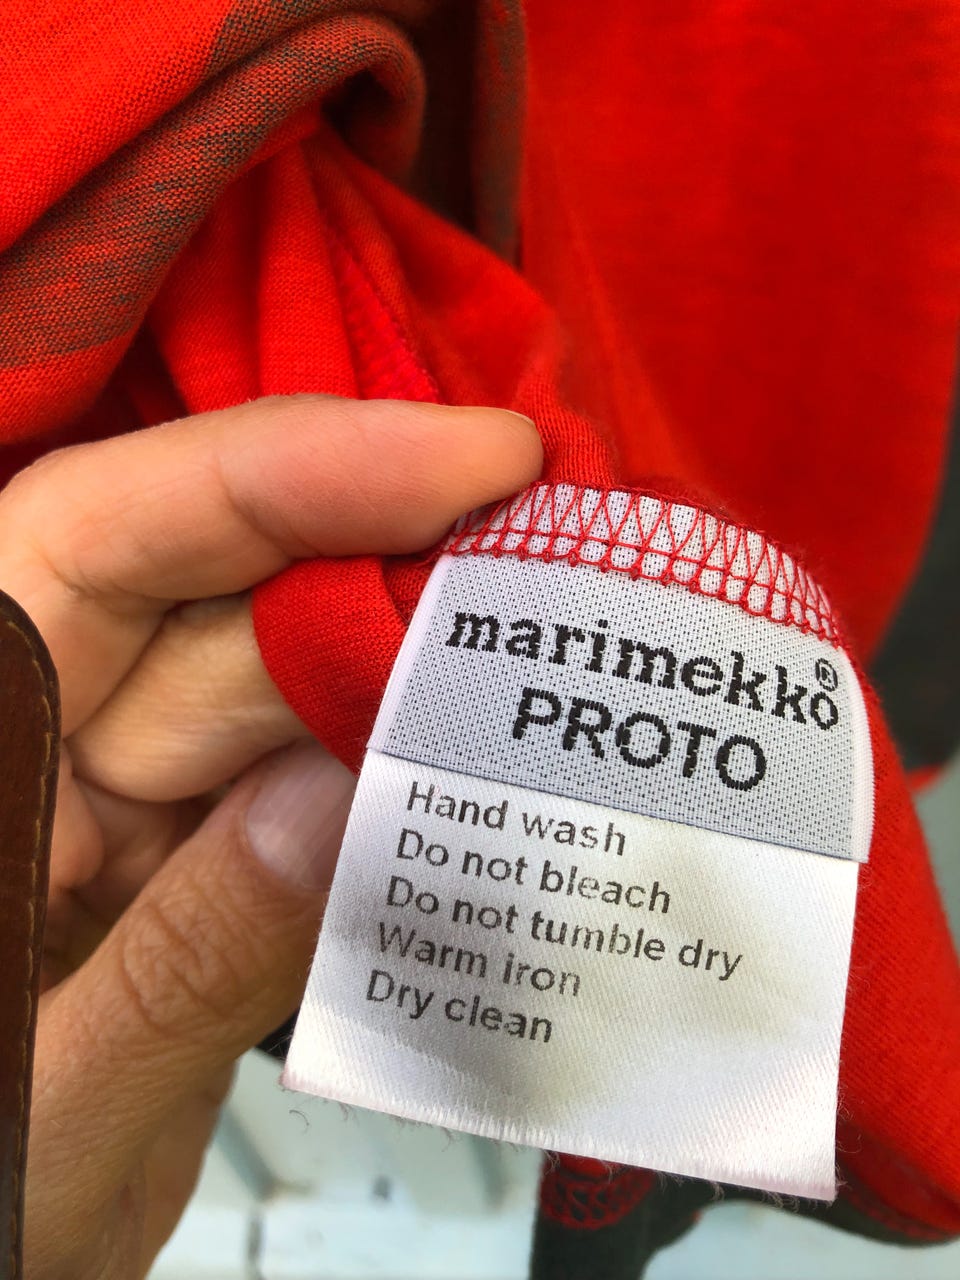 marimekko®
PROTO
Hand wash
Do not bleach
Do not tumble dry
Warm iron
Dry clean